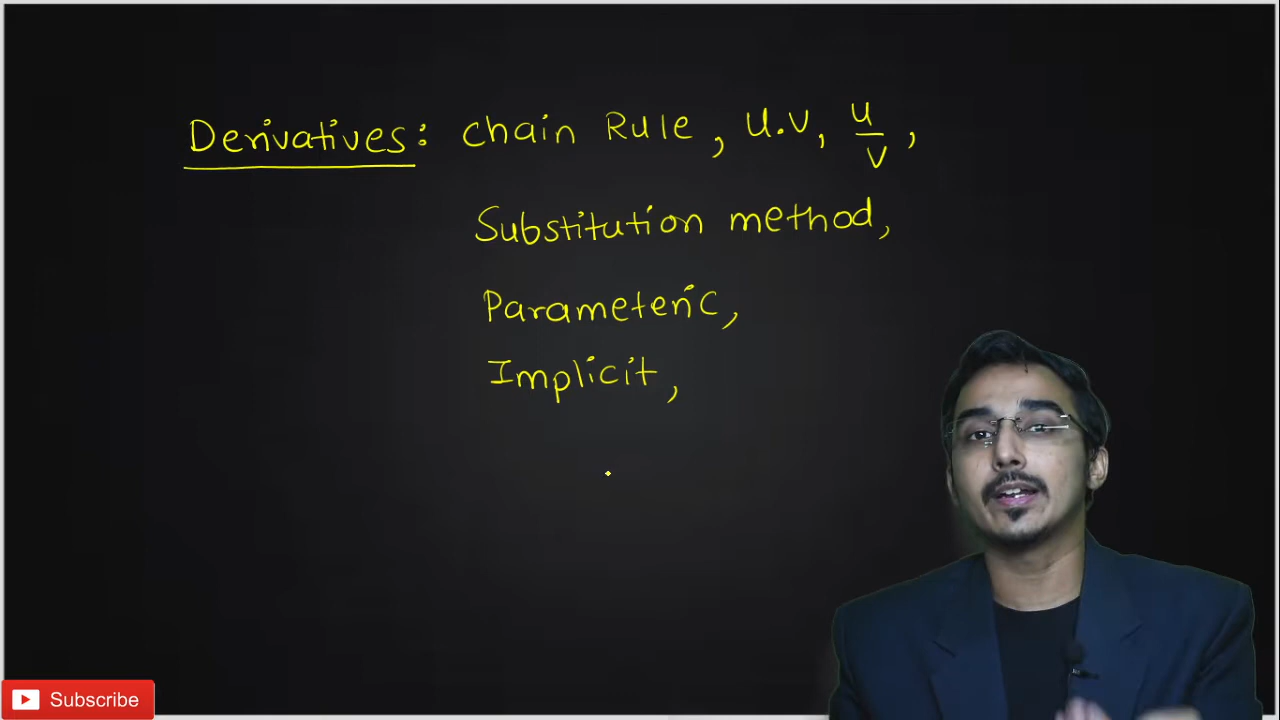 Derivatives: chain Rule, u.v, u/v,
Substitution method,
Parameteric,
Implicit,
Subscribe